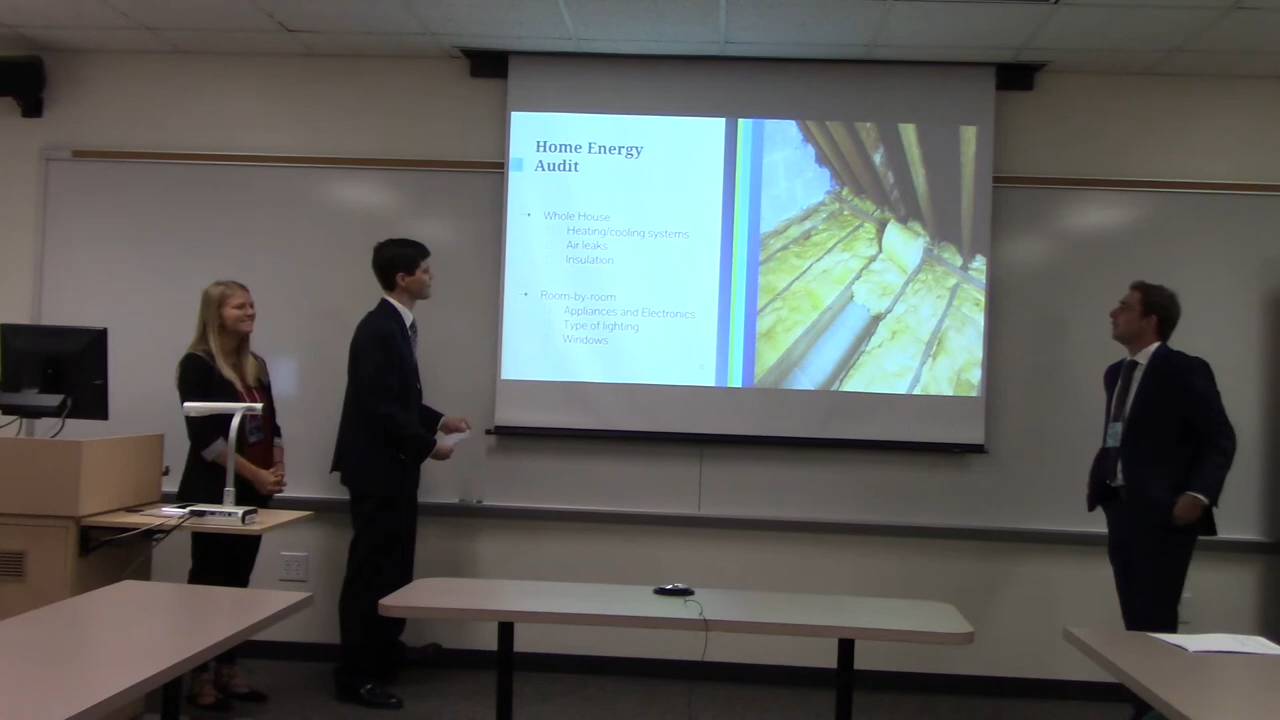 Home Energy
Audit
Whole House
Heating/cooling systems
Air leaks
Insulation
Room-by-room
Appliances and Electronics
Type of lighting
Windows